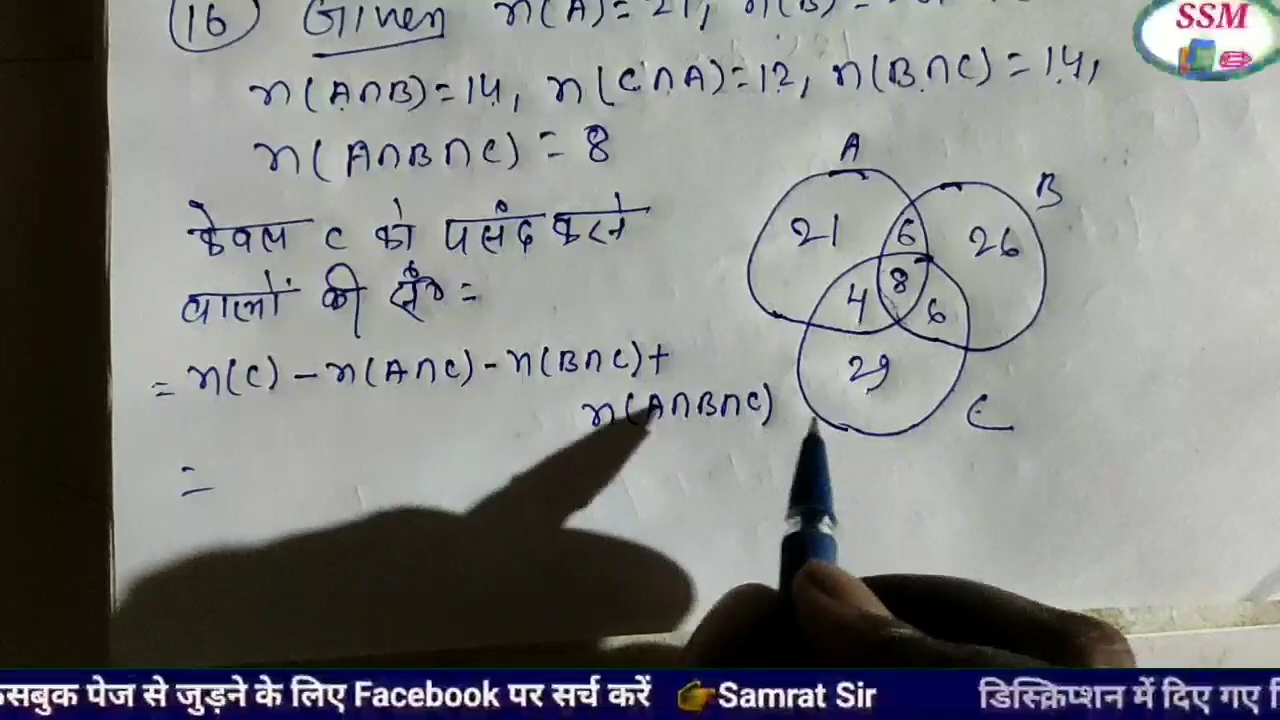 (16) Given n(A)=21, n(B)=
SSM
n(A∩B)=14, n(C∩A)=12, n(B∩C)=14,
n(A∩B∩C)=8
केवल C को पसंद करने
वालों की सं०=
= n(C)-n(A∩C)-n(B∩C)+
n(A∩B∩C)
=
A
B
21
6
26
8
4
6
29
C
पेज से जुड़ने के लिए Facebook पर सर्च करें 👉Samrat Sir
डिस्क्रिप्शन में दिए गए